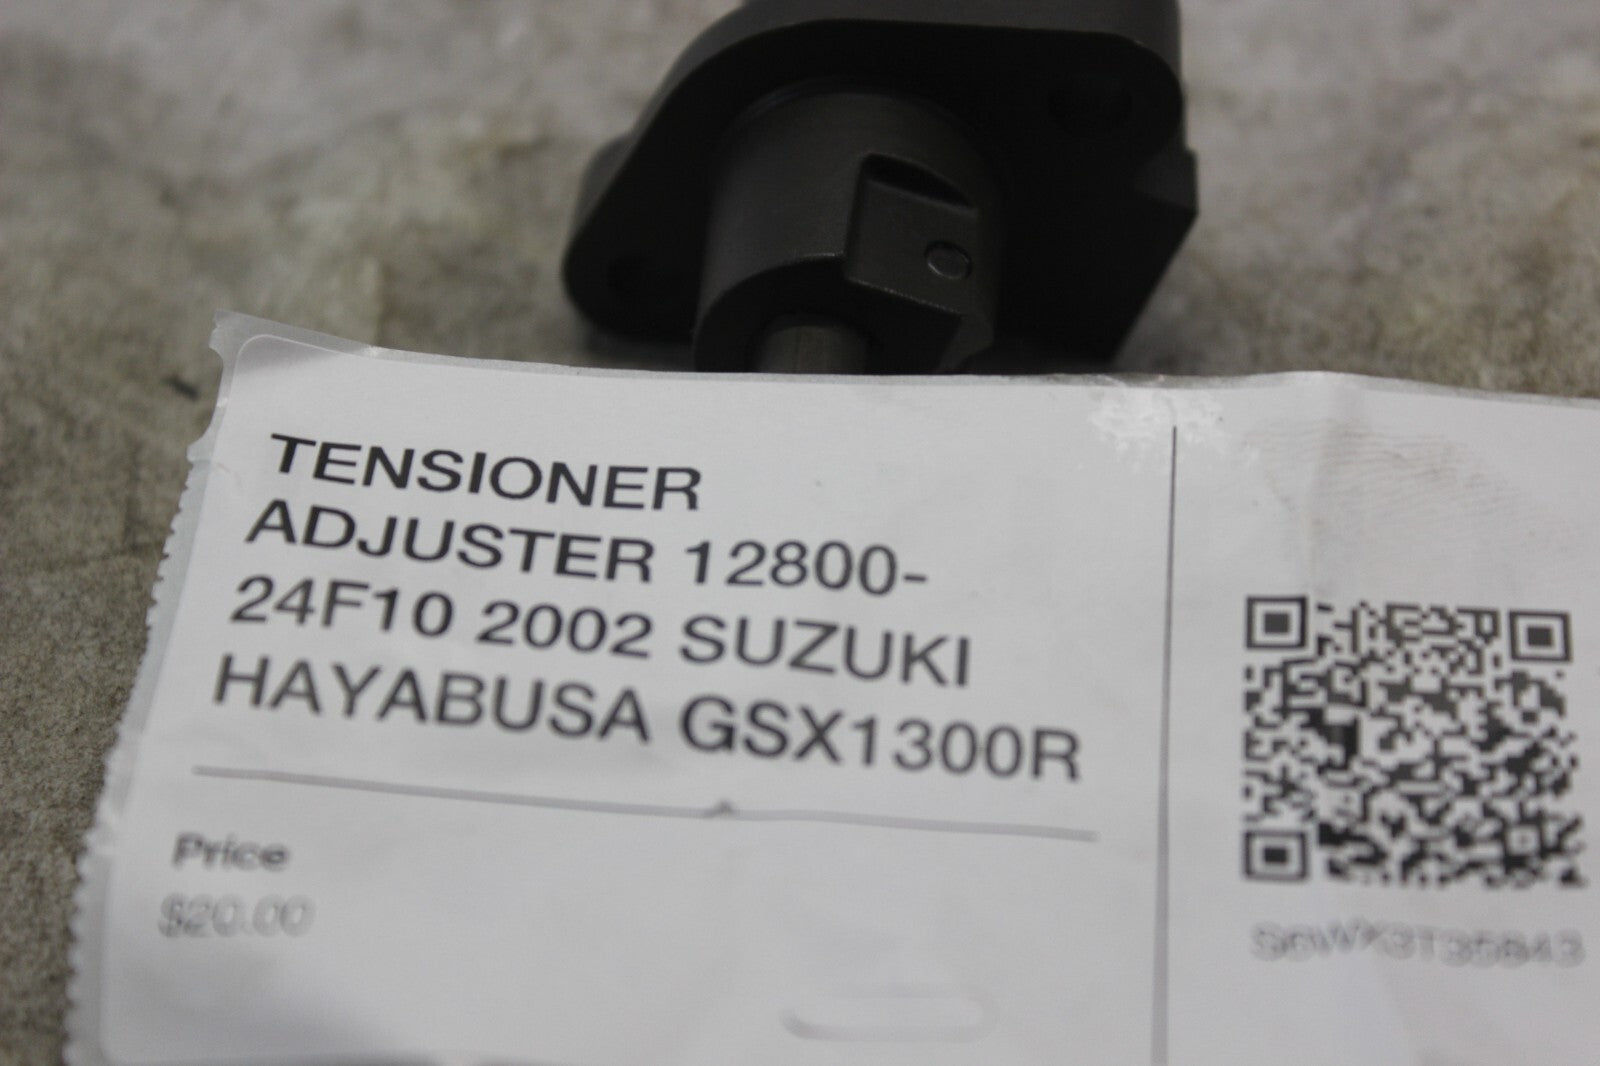 TENSIONER
ADJUSTER 12800-
24F10 2002 SUZUKI
HAYABUSA GSX1300R
Price
$20.00